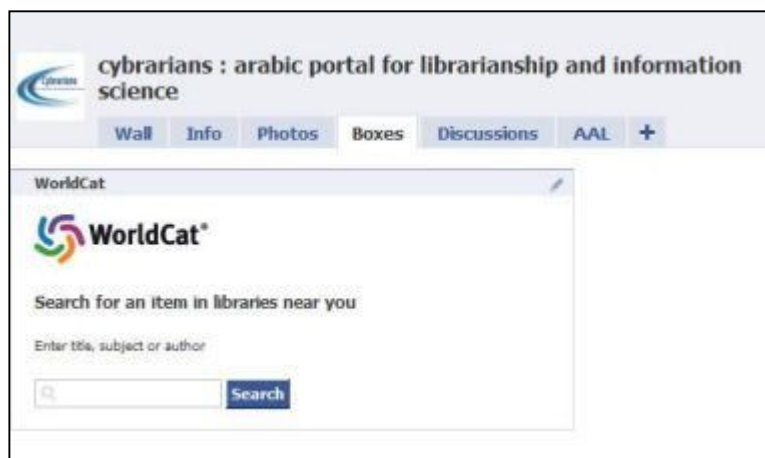 cybrarians : arabic portal for librarianship and information
science
Wall Info Photos Boxes Discussions AAL +
WorldCat
WorldCat®
Search for an item in libraries near you
Enter title, subject or author
Search